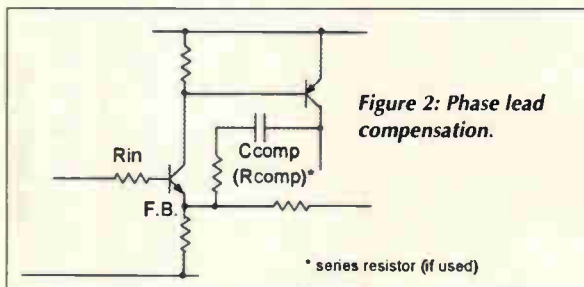 Figure 2: Phase lead
compensation.
Ccomp
(Rcomp)*
Rin
F.B.
* series resistor (if used)